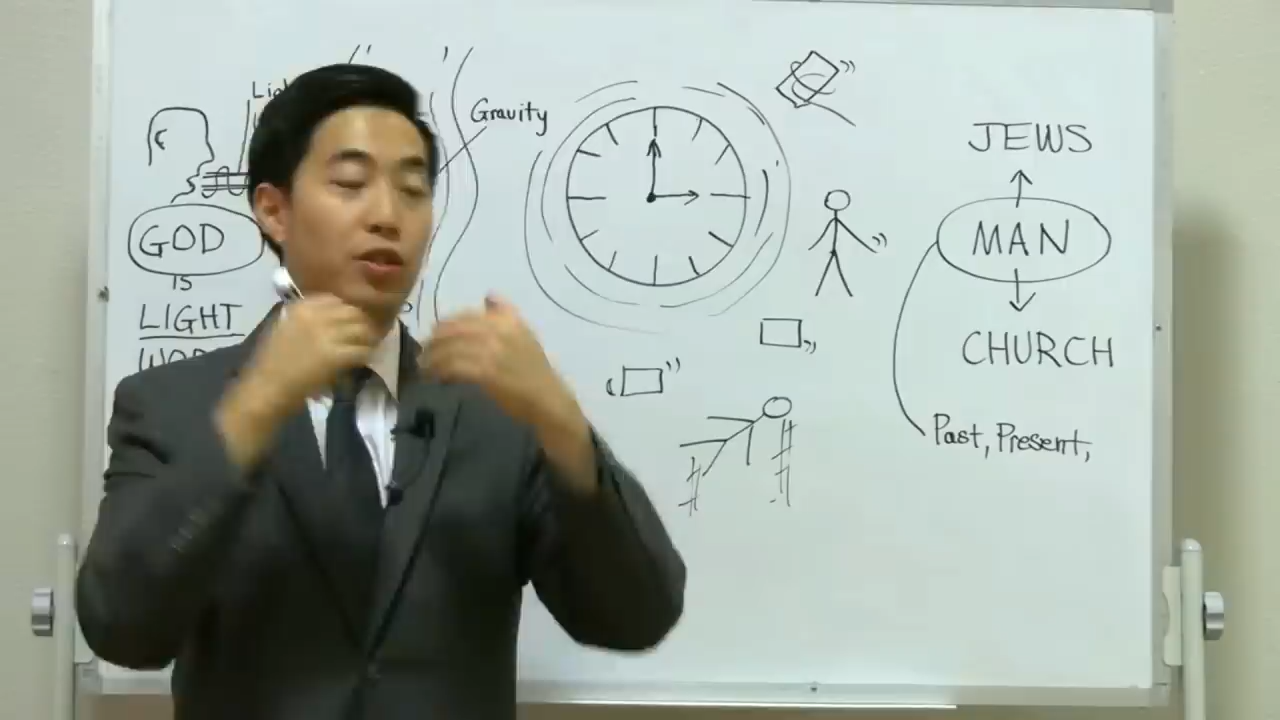 Gravity
GOD
IS
LIGHT
JEWS
MAN
CHURCH
Past, Present,